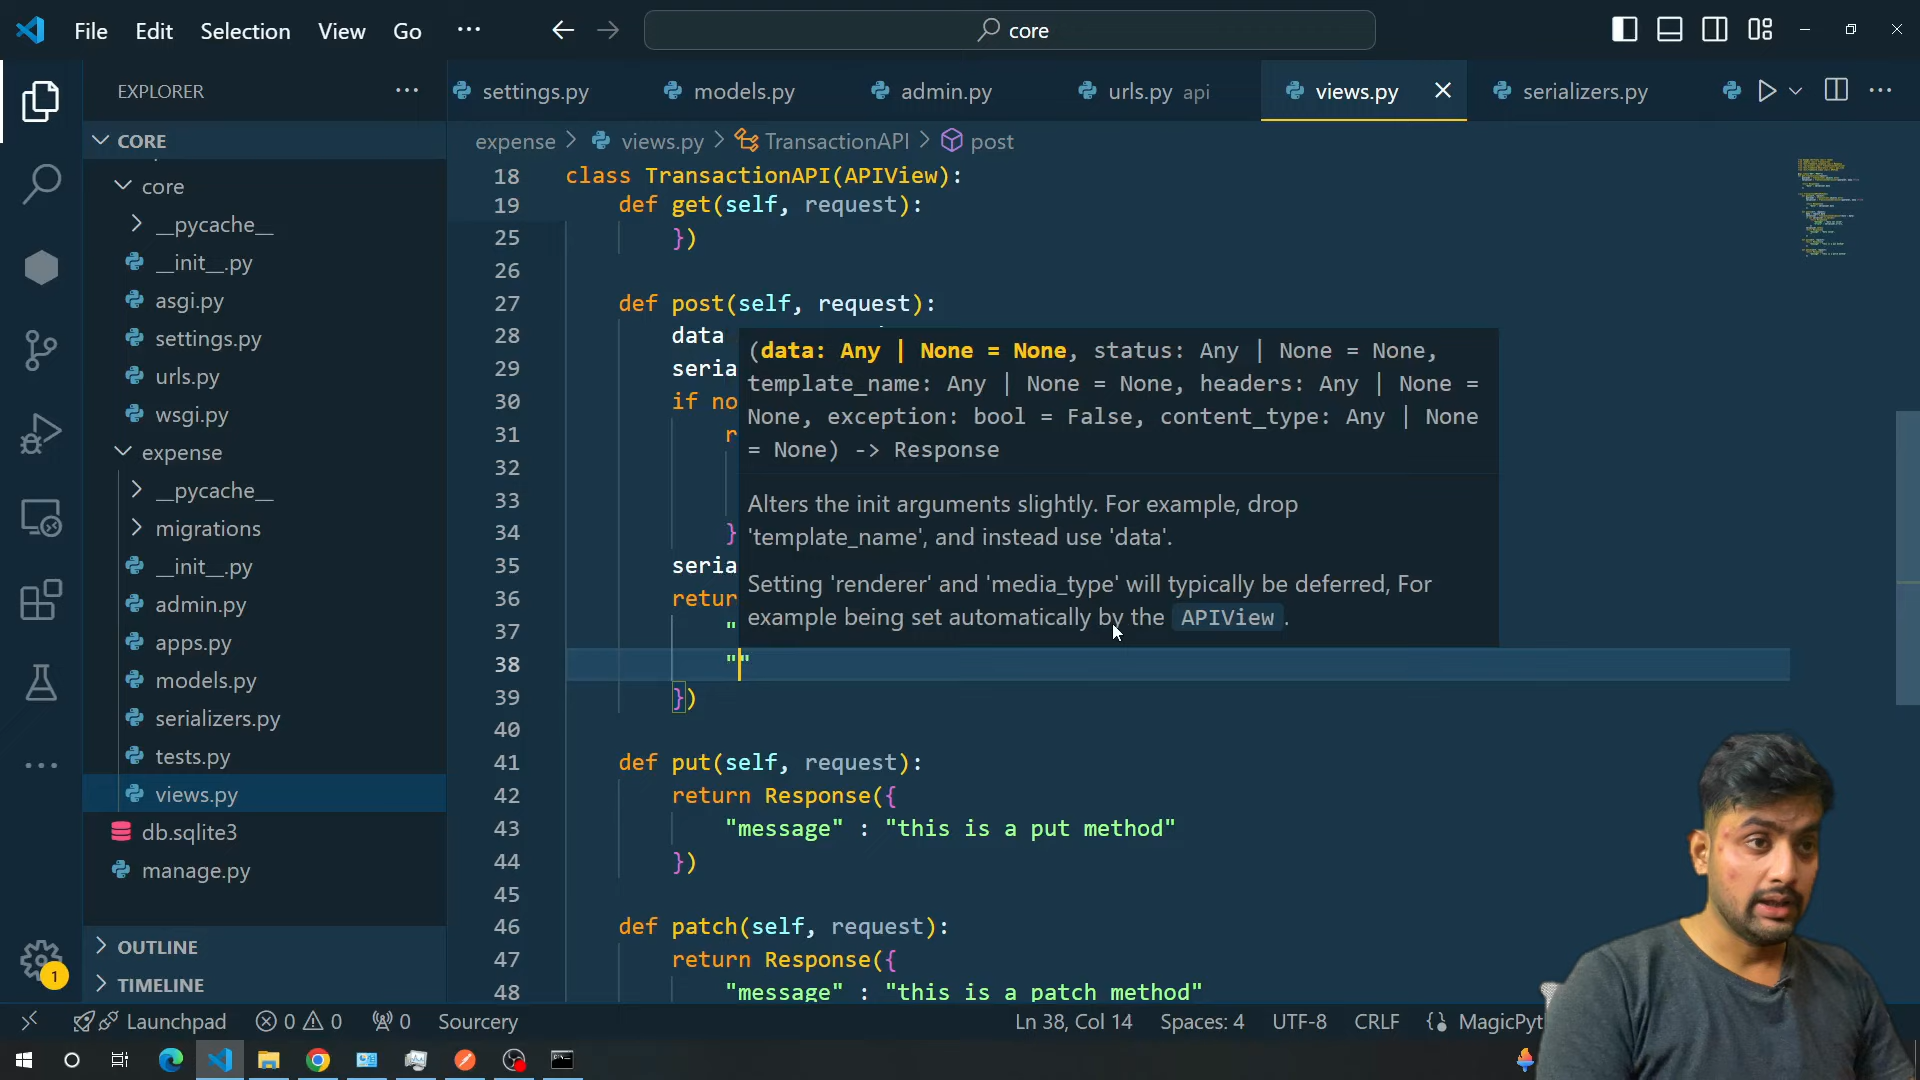 File Edit Selection View Go ··· core
EXPLORER ···
settings.py models.py admin.py urls.py api views.py serializers.py ···
CORE
expense > views.py > TransactionAPI > post
core
__pycache__
__init__.py
asgi.py
settings.py
urls.py
wsgi.py
expense
__pycache__
migrations
__init__.py
admin.py
apps.py
models.py
serializers.py
tests.py
views.py
db.sqlite3
manage.py
OUTLINE
TIMELINE
18 class TransactionAPI(APIView):
19 def get(self, request):
25 })
26
27 def post(self, request):
28 data
29 seria
30 if no
31 r
32
33
34 }
35 seria
36 retur
37 "
38 ""
39 })
40
41 def put(self, request):
42 return Response({
43 "message" : "this is a put method"
44 })
45
46 def patch(self, request):
47 return Response({
48 "message" : "this is a patch method"
(data: Any | None = None, status: Any | None = None,
template_name: Any | None = None, headers: Any | None =
None, exception: bool = False, content_type: Any | None
= None) -> Response
Alters the init arguments slightly. For example, drop
'template_name', and instead use 'data'.
Setting 'renderer' and 'media_type' will typically be deferred, For
example being set automatically by the APIView.
1
Launchpad 0 0 0 Sourcery Ln 38, Col 14 Spaces: 4 UTF-8 CRLF MagicPyt